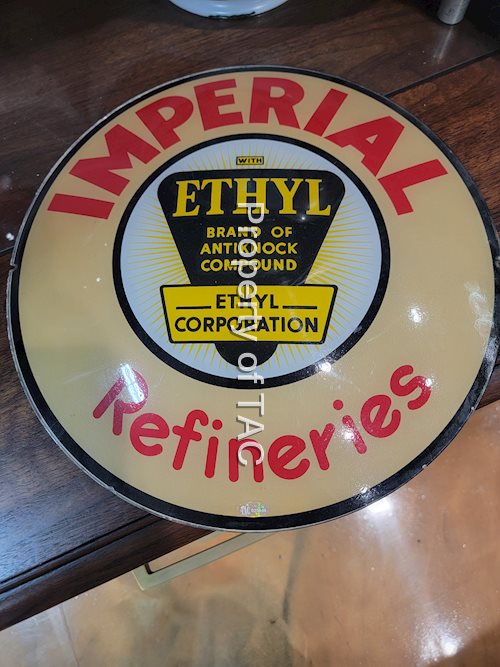 IMPERIAL
WITH
ETHYL
BRAND OF
ANTIKNOCK
COMPOUND
ETHYL
CORPORATION
Refineries
Property of TAC